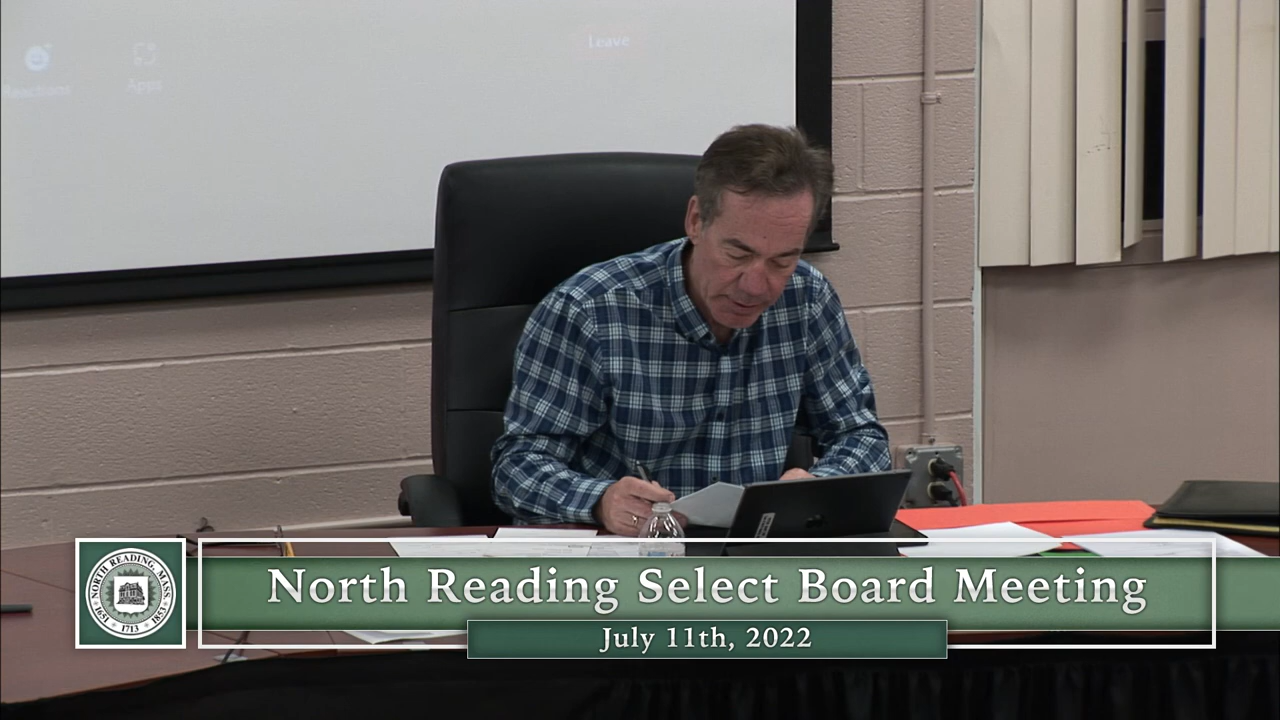 Leave
Reactions
Apps
North Reading Select Board Meeting
July 11th, 2022
NORTH READING, MASS.
1651 1713 1853